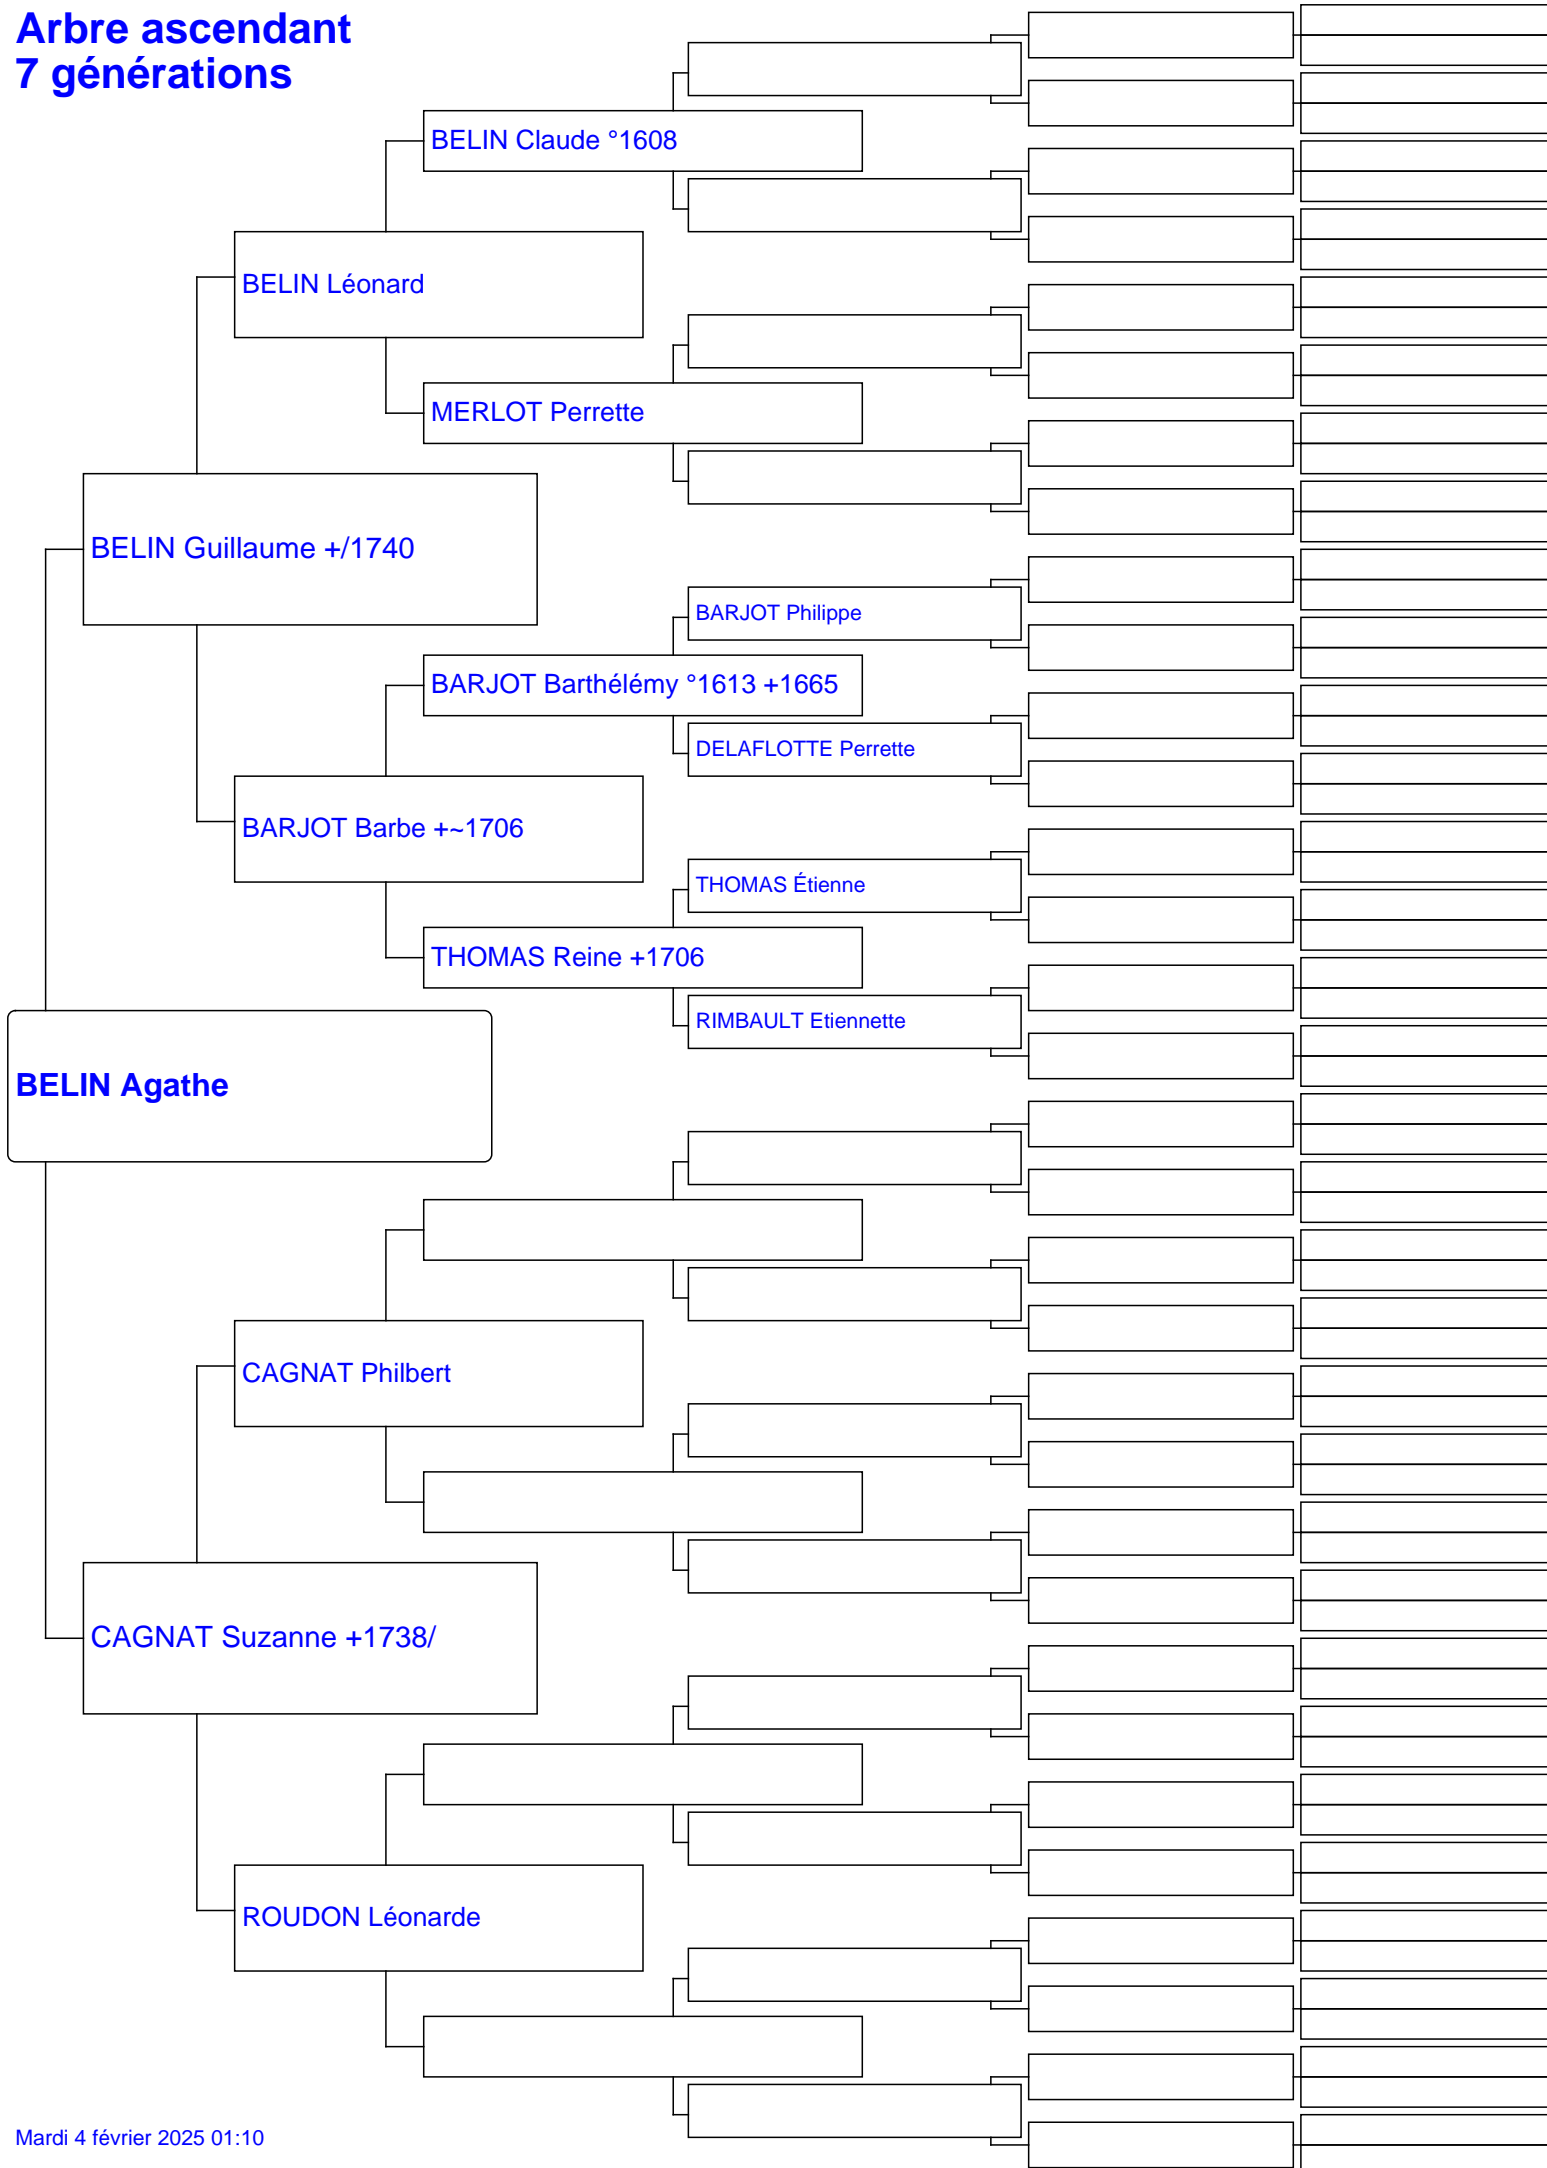 Arbre ascendant
7 générations
BELIN Claude °1608
BELIN Léonard
MERLOT Perrette
BELIN Guillaume +/1740
BARJOT Philippe
BARJOT Barthélémy °1613 +1665
DELAFLOTTE Perrette
BARJOT Barbe +~1706
THOMAS Étienne
THOMAS Reine +1706
RIMBAULT Etiennette
BELIN Agathe
CAGNAT Philbert
CAGNAT Suzanne +1738/
ROUDON Léonarde
Mardi 4 février 2025 01:10